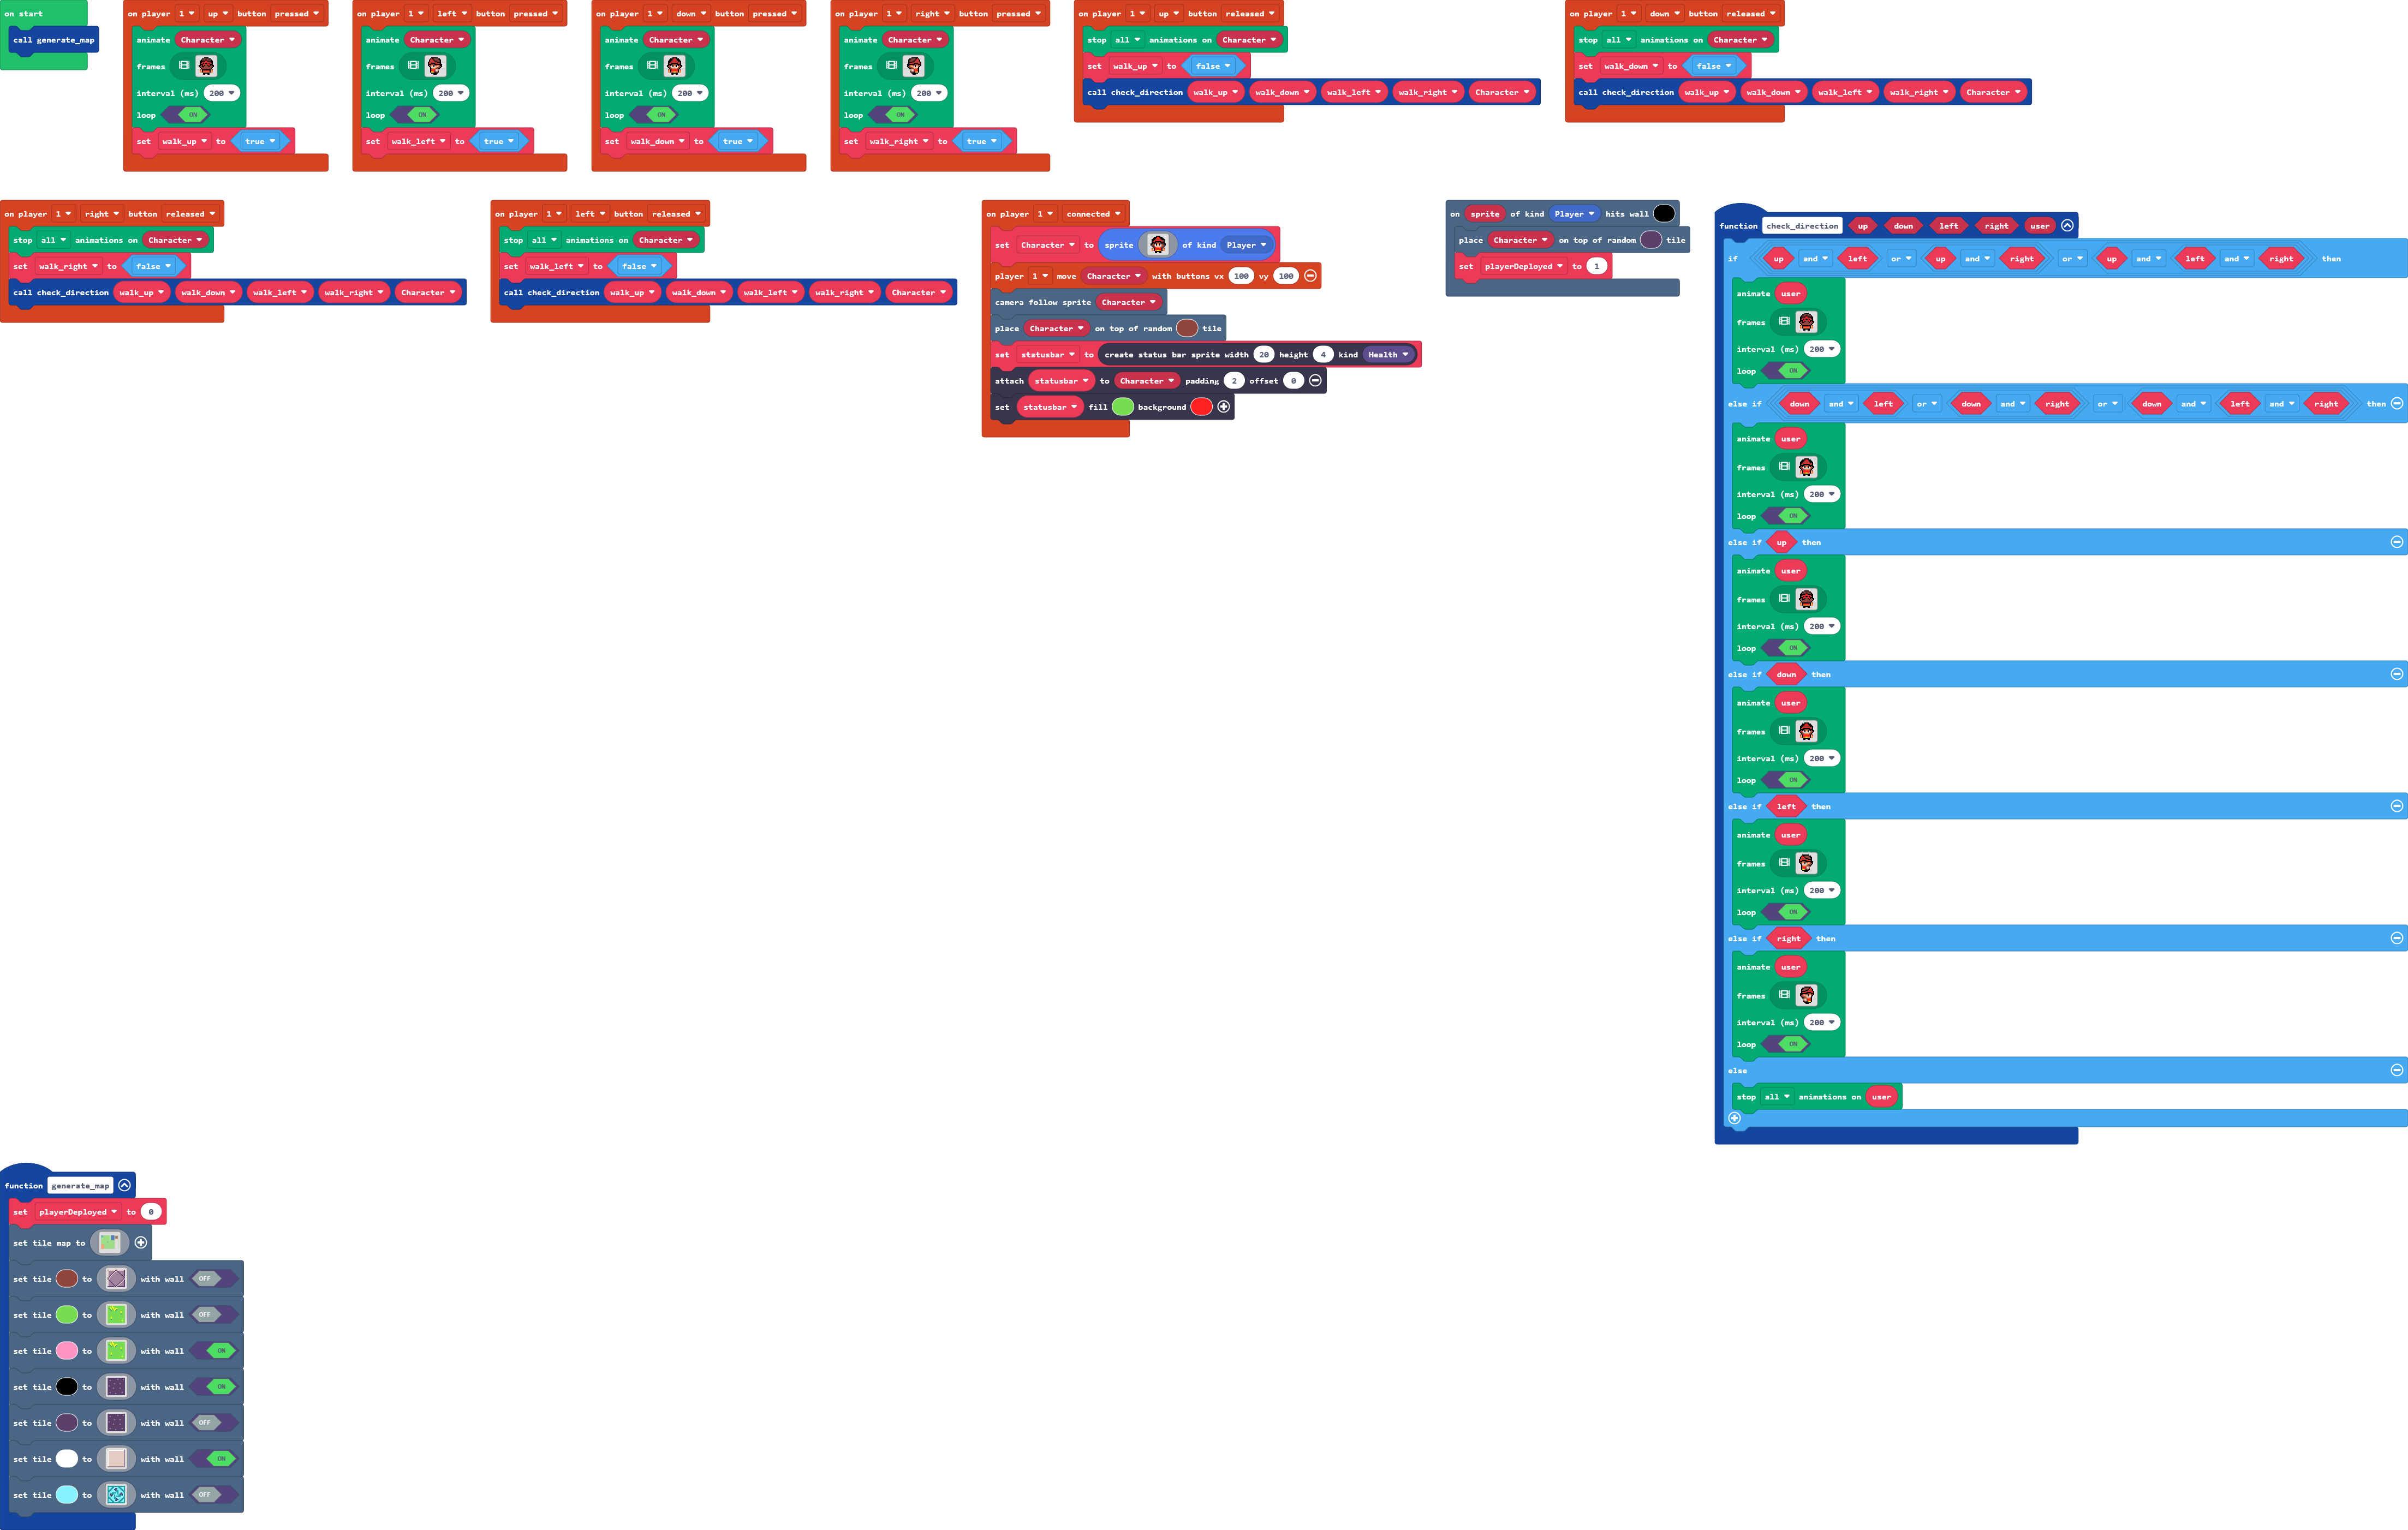 on start
call generate_map
on player 1 up button pressed
animate Character
frames
interval (ms) 200
loop ON
set walk_up to true
on player 1 left button pressed
animate Character
frames
interval (ms) 200
loop ON
set walk_left to true
on player 1 down button pressed
animate Character
frames
interval (ms) 200
loop ON
set walk_down to true
on player 1 right button pressed
animate Character
frames
interval (ms) 200
loop ON
set walk_right to true
on player 1 up button released
stop all animations on Character
set walk_up to false
call check_direction walk_up walk_down walk_left walk_right Character
on player 1 down button released
stop all animations on Character
set walk_down to false
call check_direction walk_up walk_down walk_left walk_right Character
on player 1 right button released
stop all animations on Character
set walk_right to false
call check_direction walk_up walk_down walk_left walk_right Character
on player 1 left button released
stop all animations on Character
set walk_left to false
call check_direction walk_up walk_down walk_left walk_right Character
on player 1 connected
set Character to sprite of kind Player
player 1 move Character with buttons vx 100 vy 100
camera follow sprite Character
place Character on top of random tile
set statusbar to create status bar sprite width 20 height 4 kind Health
attach statusbar to Character padding 2 offset 0
set statusbar fill background
on sprite of kind Player hits wall
place Character on top of random tile
set playerDeployed to 1
function check_direction up down left right user
if up and left or up and right or up and left and right then
animate user
frames
interval (ms) 200
loop ON
else if down and left or down and right or down and left and right then
animate user
frames
interval (ms) 200
loop ON
else if up then
animate user
frames
interval (ms) 200
loop ON
else if down then
animate user
frames
interval (ms) 200
loop ON
else if left then
animate user
frames
interval (ms) 200
loop ON
else if right then
animate user
frames
interval (ms) 200
loop ON
else
stop all animations on user
function generate_map
set playerDeployed to 0
set tile map to
set tile to with wall OFF
set tile to with wall OFF
set tile to with wall ON
set tile to with wall ON
set tile to with wall OFF
set tile to with wall ON
set tile to with wall OFF